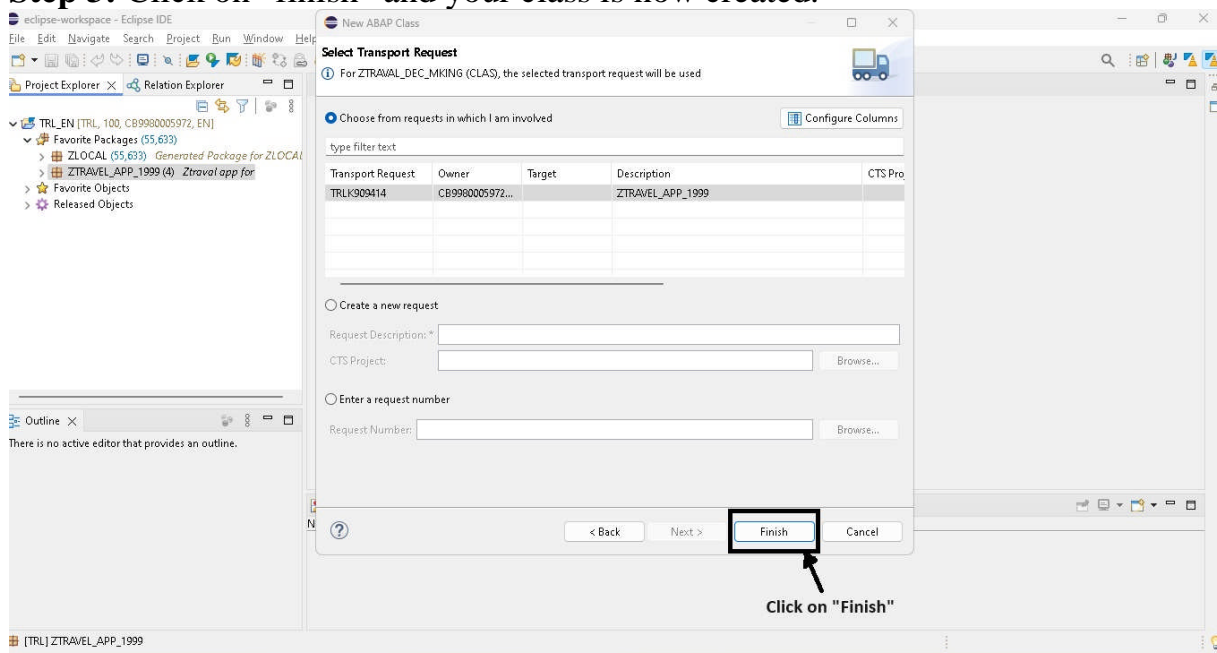 Step 3: Click on "finish" and your class is now created.
eclipse-workspace - Eclipse IDE
File Edit Navigate Search Project Run Window Help
Project Explorer
Relation Explorer
TRL_EN [TRL, 100, CB9980005972, EN]
Favorite Packages (55,633)
ZLOCAL (55,633) Generated Package for ZLOCAL
ZTRAVEL_APP_1999 (4) Ztraval app for
Favorite Objects
Released Objects
Outline
There is no active editor that provides an outline.
New ABAP Class
Select Transport Request
For ZTRAVAL_DEC_MKING (CLAS), the selected transport request will be used
Choose from requests in which I am involved
Configure Columns
type filter text
Transport Request Owner Target Description CTS Proj
TRLK909414 CB9980005972... ZTRAVEL_APP_1999
Create a new request
Request Description: *
CTS Project: Browse...
Enter a request number
Request Number: Browse...
? < Back Next > Finish Cancel
Click on "Finish"
[TRL] ZTRAVEL_APP_1999